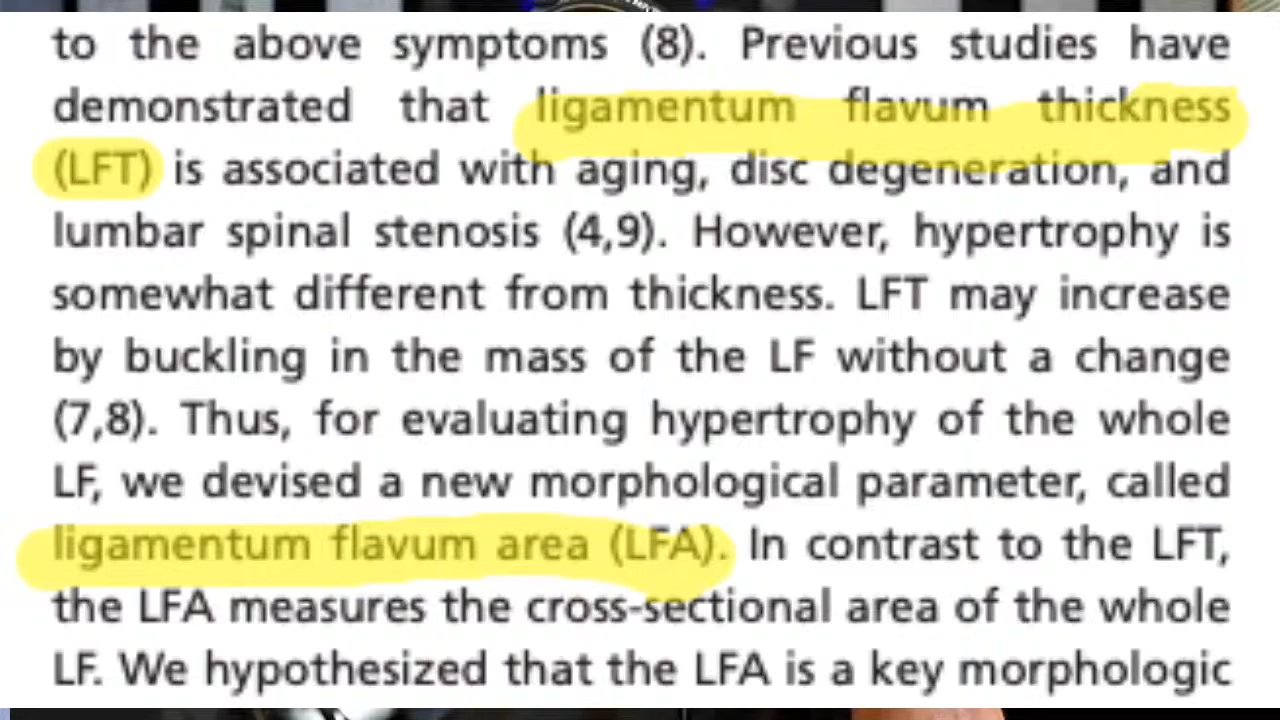 to the above symptoms (8). Previous studies have
demonstrated that ligamentum flavum thickness
(LFT) is associated with aging, disc degeneration, and
lumbar spinal stenosis (4,9). However, hypertrophy is
somewhat different from thickness. LFT may increase
by buckling in the mass of the LF without a change
(7,8). Thus, for evaluating hypertrophy of the whole
LF, we devised a new morphological parameter, called
ligamentum flavum area (LFA). In contrast to the LFT,
the LFA measures the cross-sectional area of the whole
LF. We hypothesized that the LFA is a key morphologic